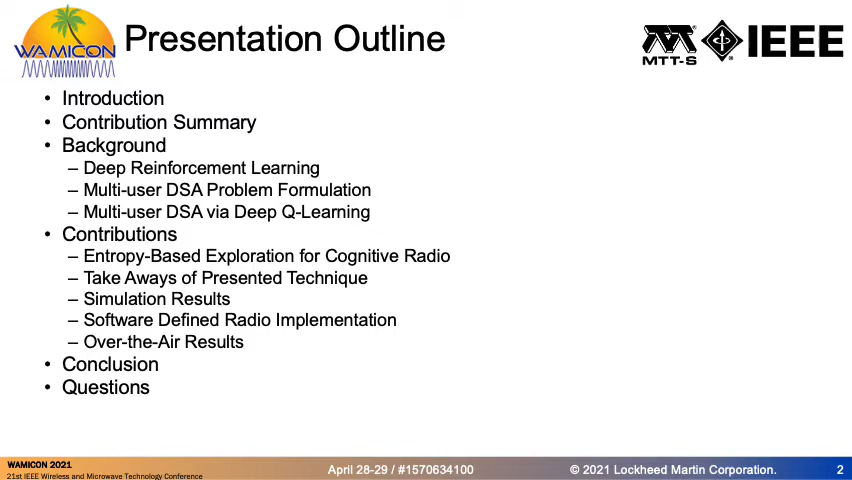 WAMICON
Presentation Outline
MTT-S
IEEE
• Introduction
• Contribution Summary
• Background
– Deep Reinforcement Learning
– Multi-user DSA Problem Formulation
– Multi-user DSA via Deep Q-Learning
• Contributions
– Entropy-Based Exploration for Cognitive Radio
– Take Aways of Presented Technique
– Simulation Results
– Software Defined Radio Implementation
– Over-the-Air Results
• Conclusion
• Questions
WAMICON 2021
21st IEEE Wireless and Microwave Technology Conference
April 28-29 / #1570634100
© 2021 Lockheed Martin Corporation.
2